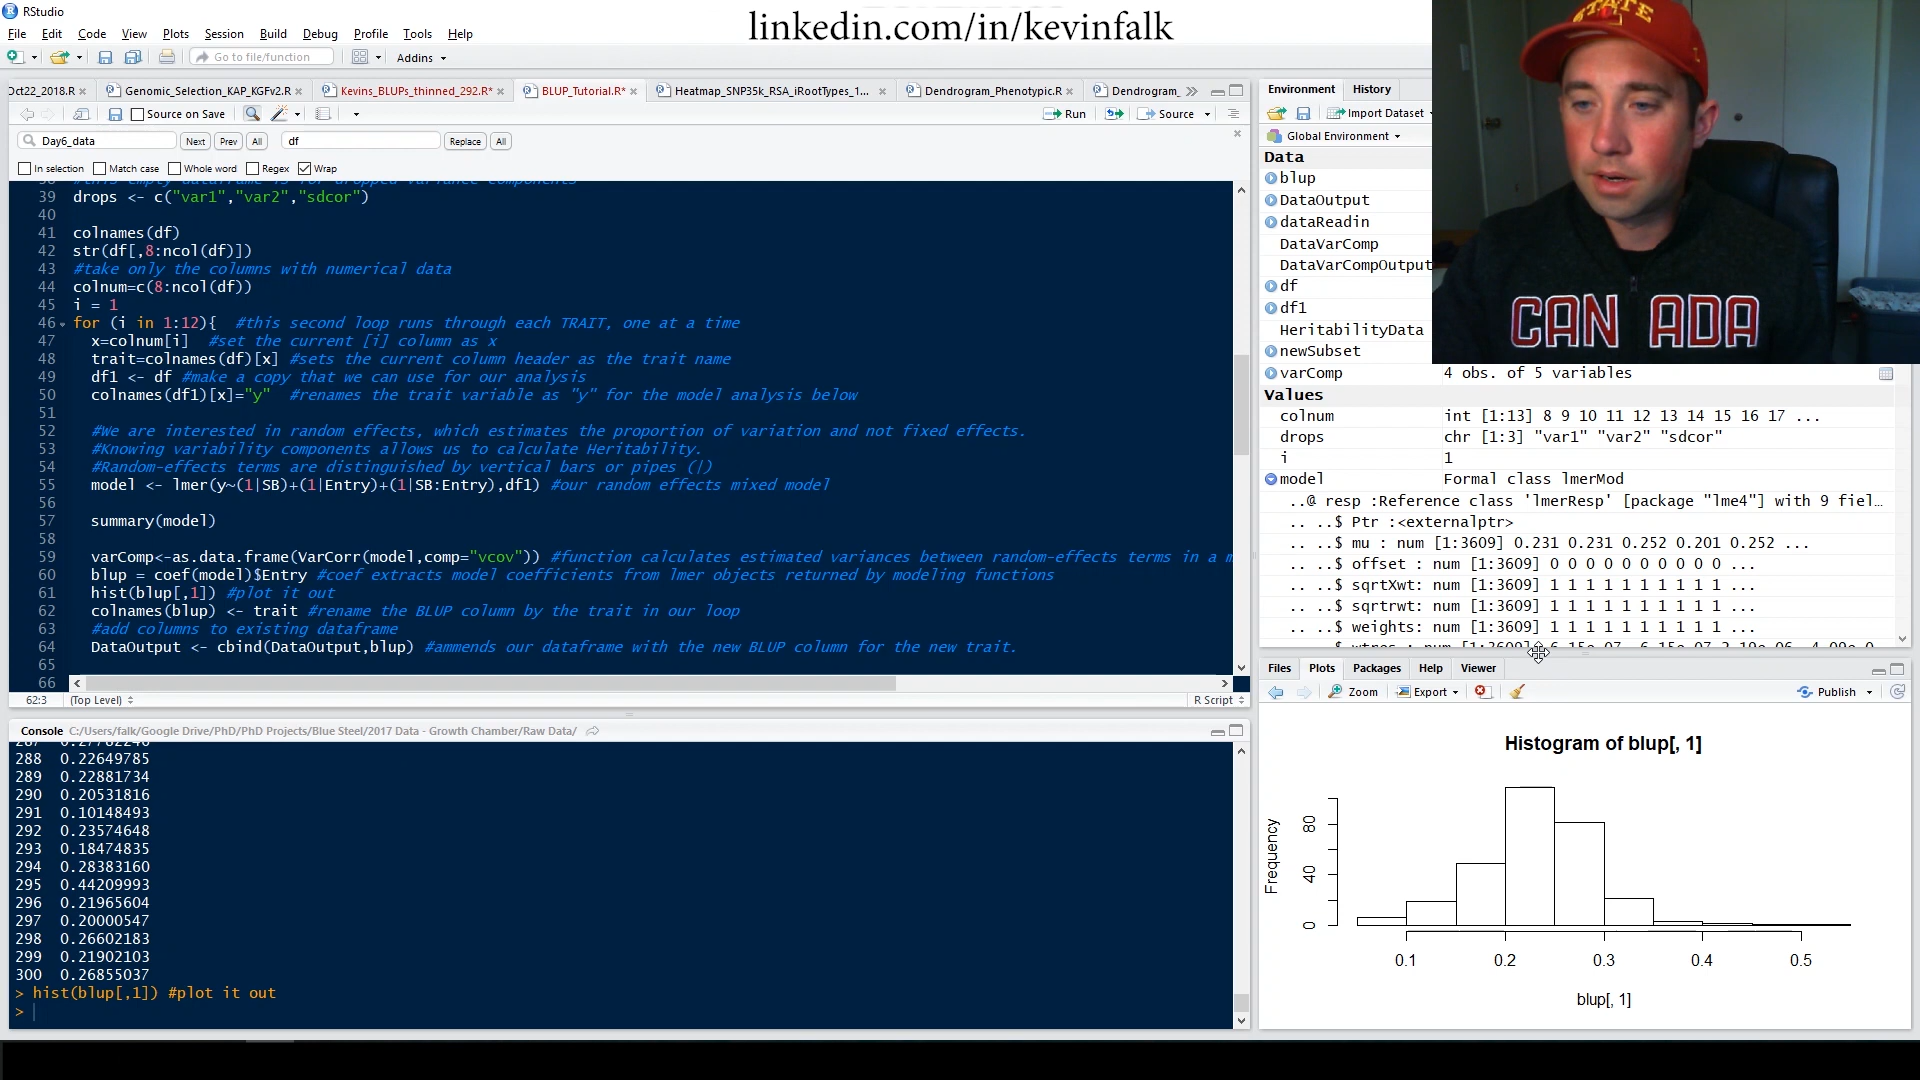 RStudio
linkedin.com/in/kevinfalk
File Edit Code View Plots Session Build Debug Profile Tools Help
Go to file/function Addins
Oct22_2018.R Genomic_Selection_KAP_KGFv2.R Kevins_BLUPs_thinned_292.R* BLUP_Tutorial.R* Heatmap_SNP35k_RSA_iRootTypes_1... Dendrogram_Phenotypic.R Dendrogram_
Source on Save Run Source
Day6_data Next Prev All df Replace All
In selection Match case Whole word Regex Wrap
38 #this empty dataframe is for dropped variance components
39 drops <- c("var1","var2","sdcor")
40
41 colnames(df)
42 str(df[,8:ncol(df)])
43 #take only the columns with numerical data
44 colnum=c(8:ncol(df))
45 i = 1
46 for (i in 1:12){ #this second loop runs through each TRAIT, one at a time
47 x=colnum[i] #set the current [i] column as x
48 trait=colnames(df)[x] #sets the current column header as the trait name
49 df1 <- df #make a copy that we can use for our analysis
50 colnames(df1)[x]="y" #renames the trait variable as "y" for the model analysis below
51
52 #We are interested in random effects, which estimates the proportion of variation and not fixed effects.
53 #Knowing variability components allows us to calculate Heritability.
54 #Random-effects terms are distinguished by vertical bars or pipes (|)
55 model <- lmer(y~(1|SB)+(1|Entry)+(1|SB:Entry),df1) #our random effects mixed model
56
57 summary(model)
58
59 varComp<-as.data.frame(VarCorr(model,comp="vcov")) #function calculates estimated variances between random-effects terms in a m
60 blup = coef(model)$Entry #coef extracts model coefficients from lmer objects returned by modeling functions
61 hist(blup[,1]) #plot it out
62 colnames(blup) <- trait #rename the BLUP column by the trait in our loop
63 #add columns to existing dataframe
64 DataOutput <- cbind(DataOutput,blup) #ammends our dataframe with the new BLUP column for the new trait.
65
66
62:3 (Top Level) R Script
Console C:/Users/falk/Google Drive/PhD/PhD Projects/Blue Steel/2017 Data - Growth Chamber/Raw Data/
287 0.27782246
288 0.22649785
289 0.22881734
290 0.20531816
291 0.10148493
292 0.23574648
293 0.18474835
294 0.28383160
295 0.44209993
296 0.21965604
297 0.20000547
298 0.26602183
299 0.21902103
300 0.26855037
> hist(blup[,1]) #plot it out
>
Environment History
Import Dataset
Global Environment
Data
blup
DataOutput
dataReadin
DataVarComp
DataVarCompOutput
df
df1
HeritabilityData
newSubset
varComp 4 obs. of 5 variables
Values
colnum int [1:13] 8 9 10 11 12 13 14 15 16 17 ...
drops chr [1:3] "var1" "var2" "sdcor"
i 1
model Formal class lmerMod
..@ resp :Reference class 'lmerResp' [package "lme4"] with 9 fiel…
.. ..$ Ptr :<externalptr>
.. ..$ mu : num [1:3609] 0.231 0.231 0.252 0.201 0.252 ...
.. ..$ offset : num [1:3609] 0 0 0 0 0 0 0 0 0 0 ...
.. ..$ sqrtXwt: num [1:3609] 1 1 1 1 1 1 1 1 1 1 ...
.. ..$ sqrtrwt: num [1:3609] 1 1 1 1 1 1 1 1 1 1 ...
.. ..$ weights: num [1:3609] 1 1 1 1 1 1 1 1 1 1 ...
STATE
CANADA
Files Plots Packages Help Viewer
Zoom Export Publish
Histogram of blup[, 1]
Frequency
80
40
0
0.1 0.2 0.3 0.4 0.5
blup[, 1]